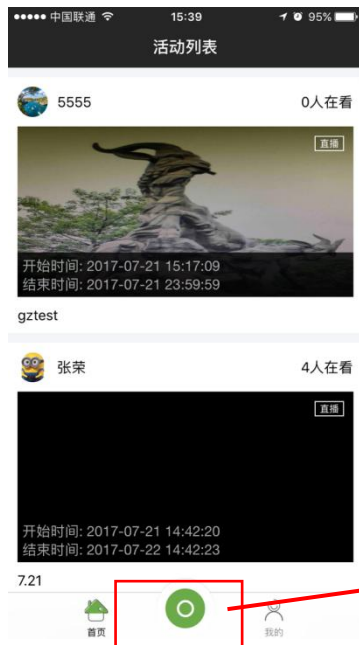 中国联通 15:39 95%
活动列表
5555 0人在看
直播
开始时间: 2017-07-21 15:17:09
结束时间: 2017-07-21 23:59:59
gztest
张荣 4人在看
直播
开始时间: 2017-07-21 14:42:20
结束时间: 2017-07-22 14:42:23
7.21
首页 我的